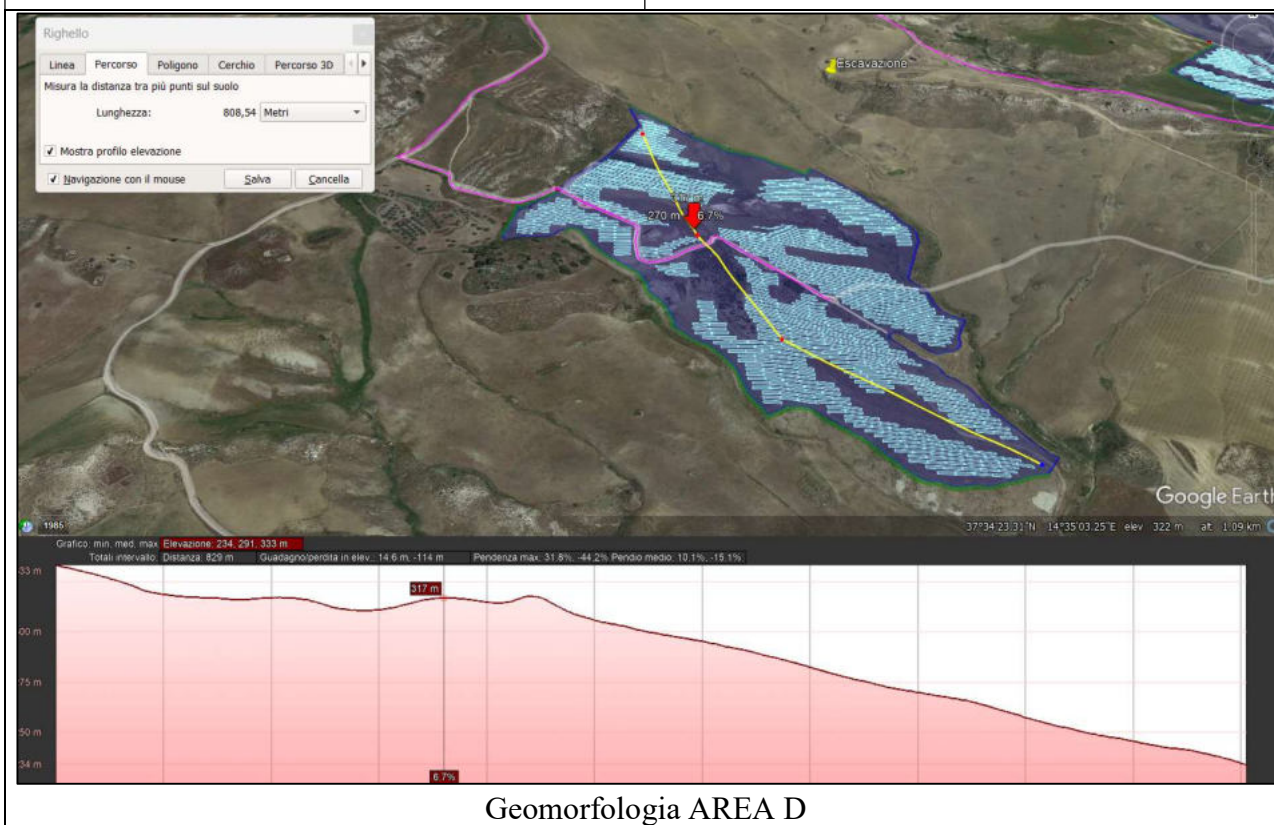 Righello
Linea Percorso Poligono Cerchio Percorso 3D
Misura la distanza tra più punti sul suolo
Lunghezza: 808,54 Metri
Mostra profilo elevazione
Navigazione con il mouse Salva Cancella
Escavazione
270 m 6.7%
Google Earth
1985
37°34'23.31"N 14°35'03.25"E elev 322 m alt 1.09 km
Grafico: min, med, max Elevazione: 234, 291, 333 m
Totali intervallo: Distanza: 829 m Guadagno/perdita in elev.: 14.6 m, -114 m Pendenza max: 31.8%, -44.2% Pendio medio: 10.1%, -15.1%
33 m
317 m
00 m
75 m
50 m
34 m
6.7%
Geomorfologia AREA D